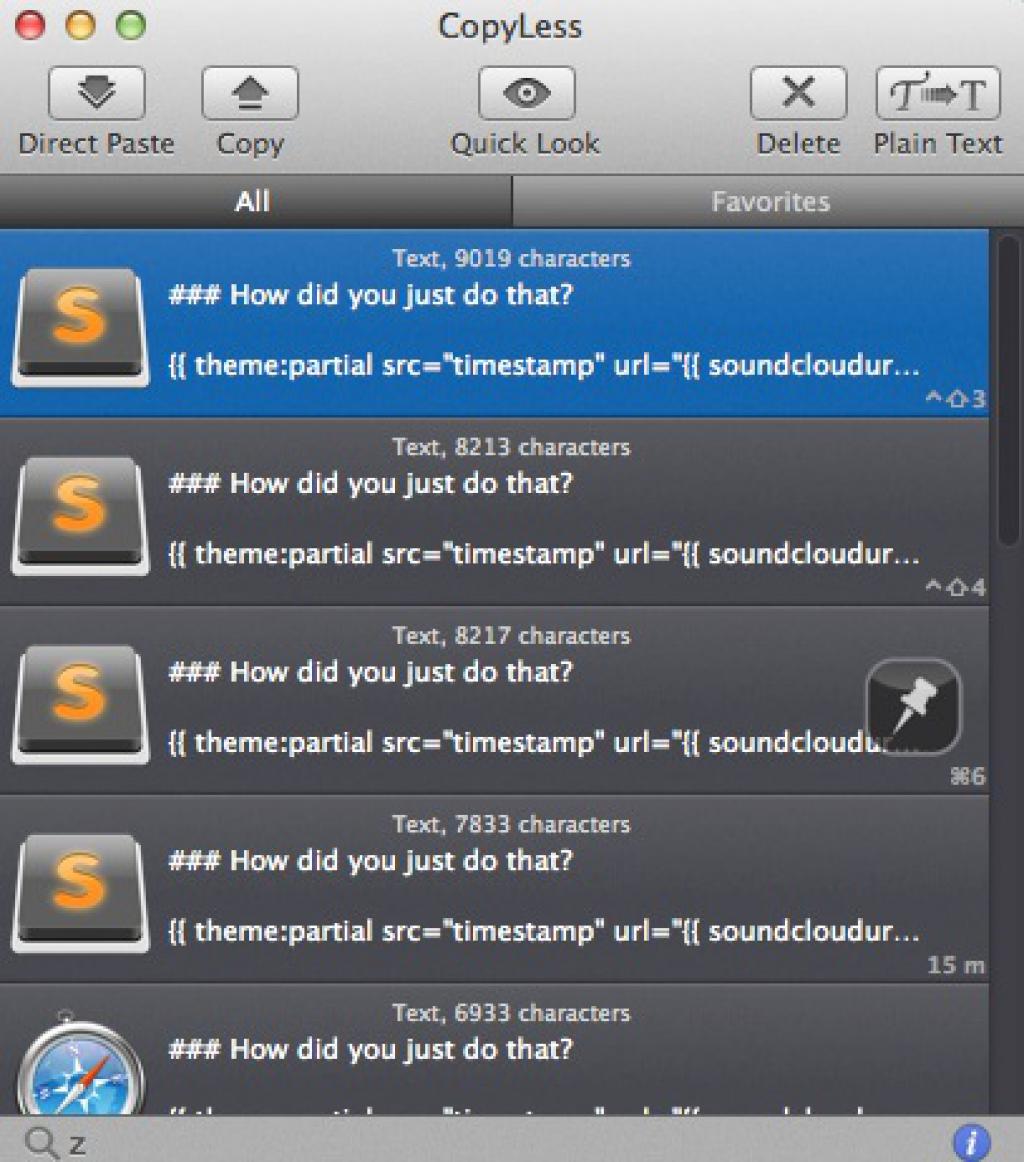 CopyLess
Direct Paste
Copy
Quick Look
Delete
T T
Plain Text
All
Favorites
Text, 9019 characters
### How did you just do that?
{{ theme:partial src="timestamp" url="{{ soundcloudur...
^⇧3
Text, 8213 characters
### How did you just do that?
{{ theme:partial src="timestamp" url="{{ soundcloudur...
^⇧4
Text, 8217 characters
### How did you just do that?
{{ theme:partial src="timestamp" url="{{ soundcloudur...
⌘6
Text, 7833 characters
### How did you just do that?
{{ theme:partial src="timestamp" url="{{ soundcloudur...
15 m
Text, 6933 characters
### How did you just do that?
z